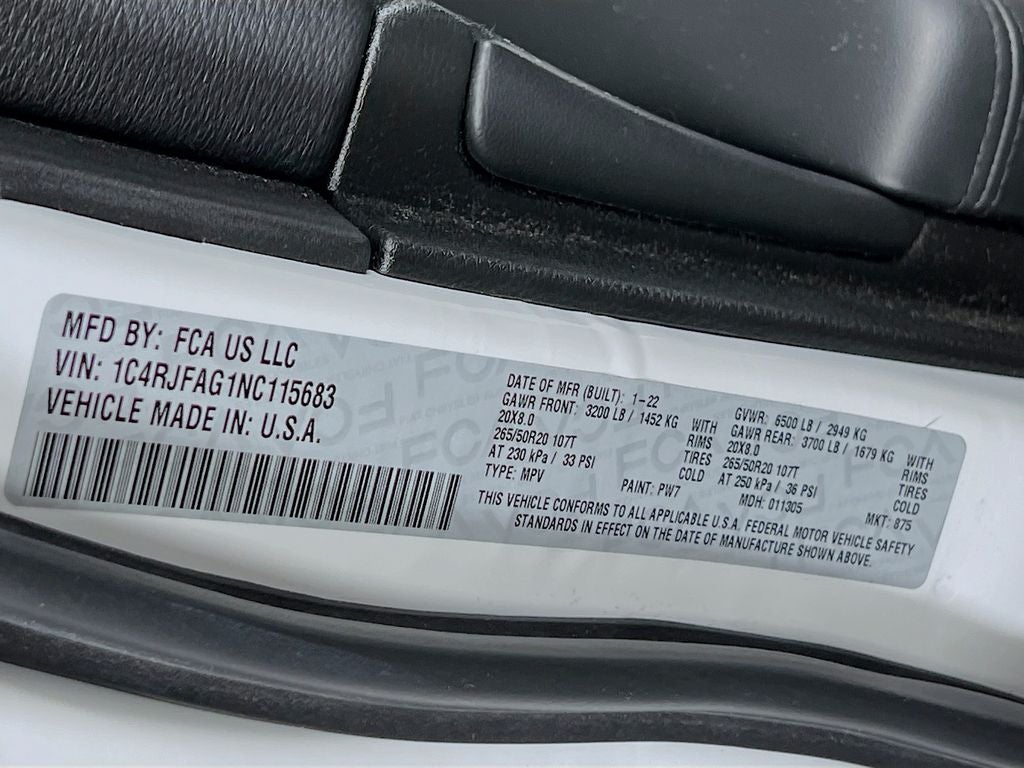 MFD BY: FCA US LLC
VIN: 1C4RJFAG1NC115683
VEHICLE MADE IN: U.S.A.
DATE OF MFR (BUILT): 1-22 GVWR: 6500 LB / 2949 KG
GAWR FRONT: 3200 LB / 1452 KG WITH GAWR REAR: 3700 LB / 1679 KG WITH
20X8.0 RIMS 20X8.0 RIMS
265/50R20 107T TIRES 265/50R20 107T TIRES
AT 230 kPa / 33 PSI COLD AT 250 kPa / 36 PSI COLD
TYPE: MPV PAINT: PW7 MDH: 011305 MKT: 875
THIS VEHICLE CONFORMS TO ALL APPLICABLE U.S.A. FEDERAL MOTOR VEHICLE SAFETY
STANDARDS IN EFFECT ON THE DATE OF MANUFACTURE SHOWN ABOVE.